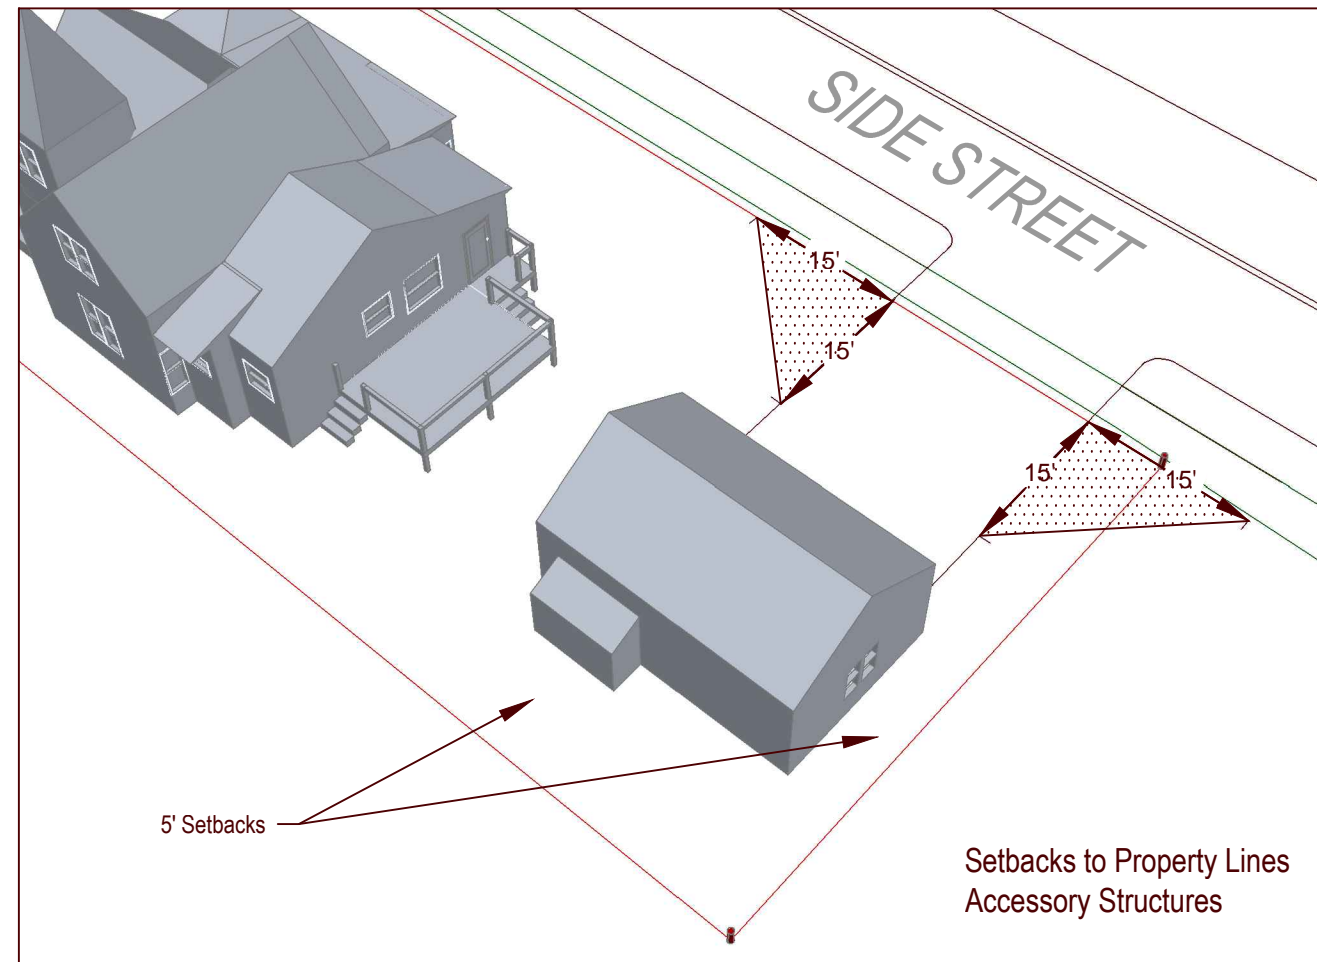 SIDE STREET
15'
15'
15'
15'
5' Setbacks
Setbacks to Property Lines
Accessory Structures